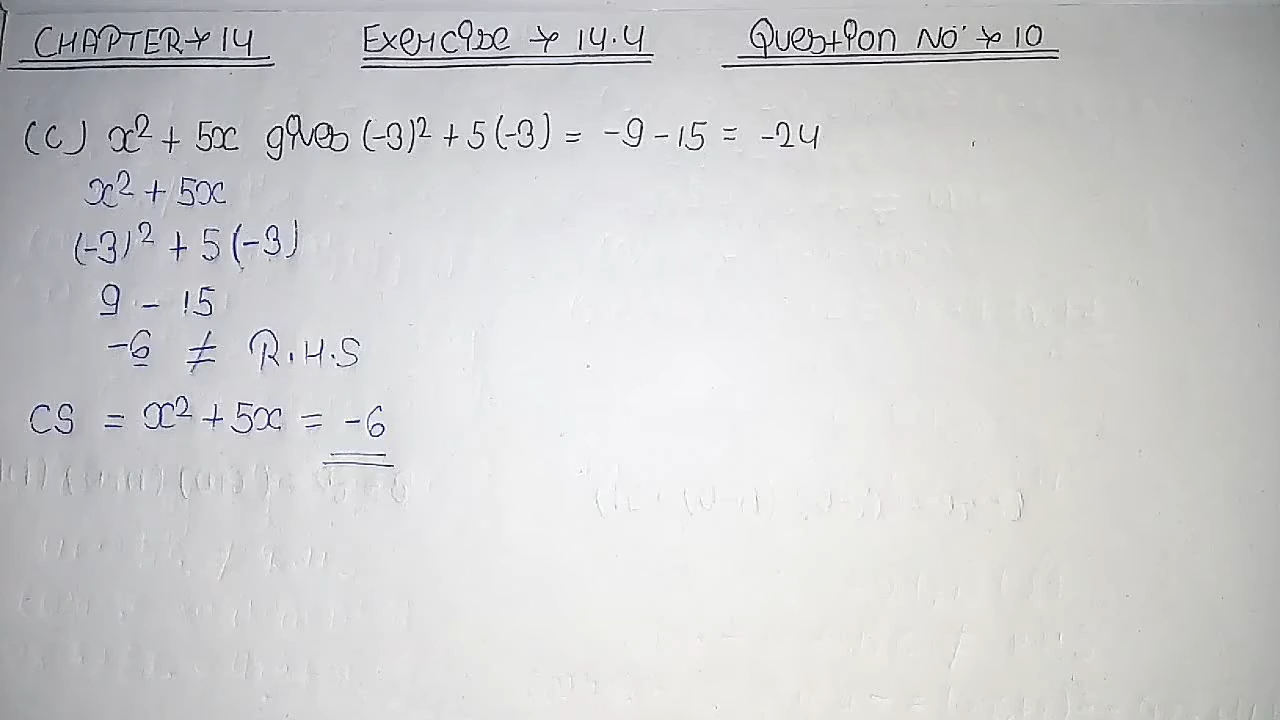 CHAPTER → 14 Exercise → 14.4 Question No. → 10
(C) x² + 5x gives (-3)² + 5(-3) = -9 - 15 = -24
x² + 5x
(-3)² + 5(-3)
9 - 15
-6 ≠ R.H.S
CS = x² + 5x = -6